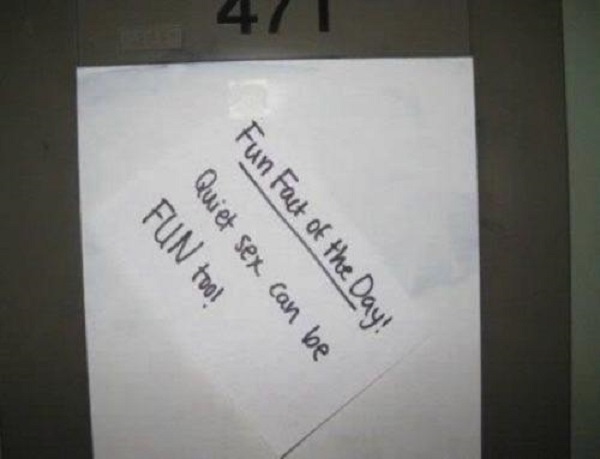 471
Fun Fact of the Day!
Quiet sex can be
FUN too!